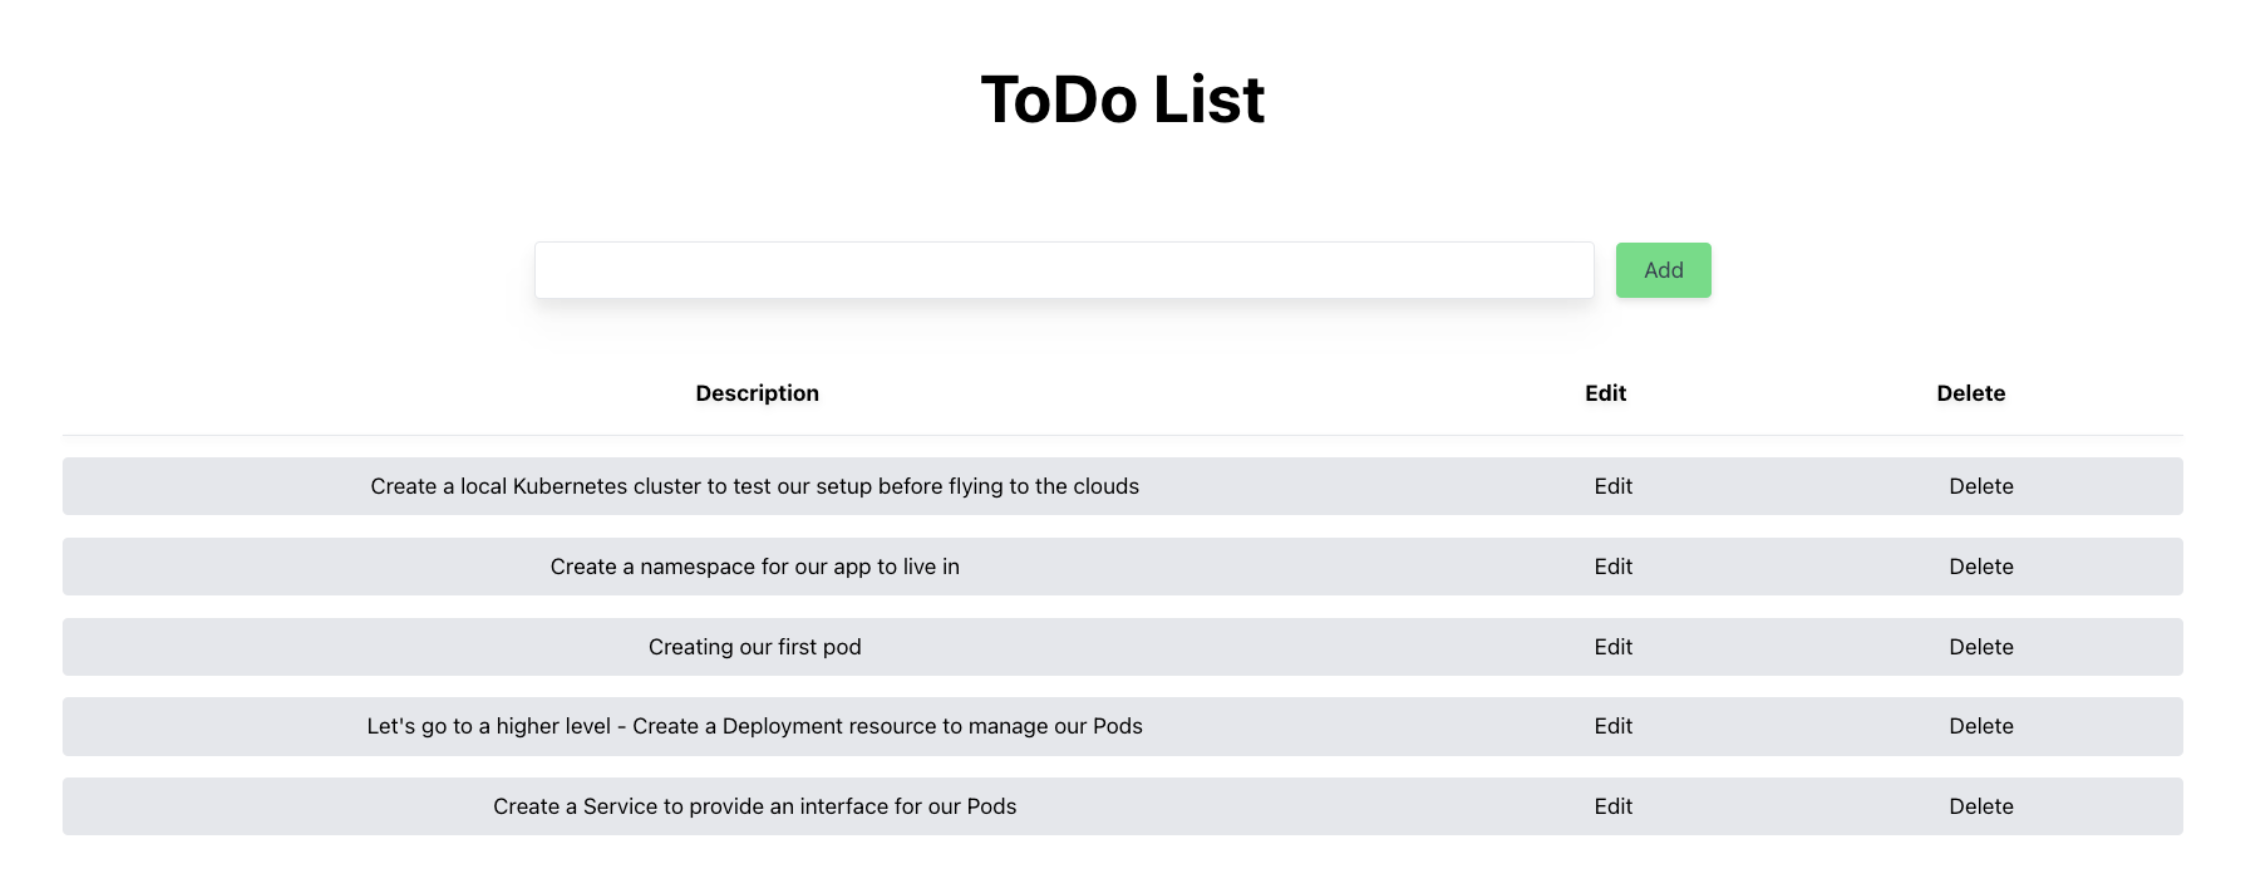 ToDo List
Add
Description Edit Delete
Create a local Kubernetes cluster to test our setup before flying to the clouds Edit Delete
Create a namespace for our app to live in Edit Delete
Creating our first pod Edit Delete
Let's go to a higher level - Create a Deployment resource to manage our Pods Edit Delete
Create a Service to provide an interface for our Pods Edit Delete